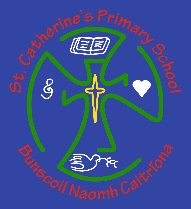 St. Catherine's Primary School
Bunscoil Naomh Caitríona